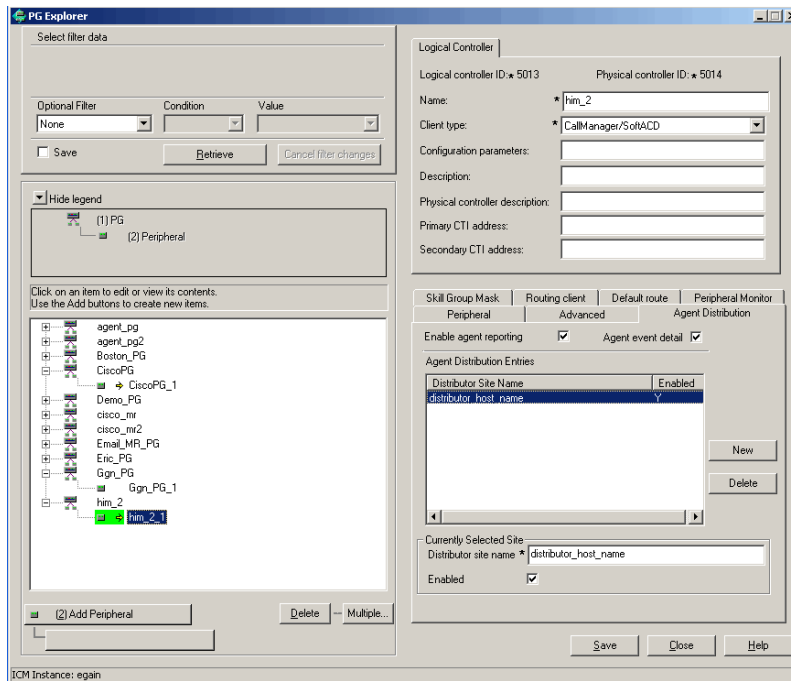 PG Explorer
Select filter data
Optional Filter Condition Value
None
Save Retrieve Cancel filter changes
Hide legend
(1) PG
(2) Peripheral
Click on an item to edit or view its contents.
Use the Add buttons to create new items.
agent_pg
agent_pg2
Boston_PG
CiscoPG
CiscoPG_1
Demo_PG
cisco_mr
cisco_mr2
Email_MR_PG
Eric_PG
Ggn_PG
Ggn_PG_1
him_2
him_2_1
(2) Add Peripheral Delete Multiple...
Logical Controller
Logical controller ID:* 5013 Physical controller ID: * 5014
Name: * him_2
Client type: * CallManager/SoftACD
Configuration parameters:
Description:
Physical controller description:
Primary CTI address:
Secondary CTI address:
Skill Group Mask Routing client Default route Peripheral Monitor
Peripheral Advanced Agent Distribution
Enable agent reporting Agent event detail
Agent Distribution Entries
Distributor Site Name Enabled
distributor_host_name Y
New
Delete
Currently Selected Site
Distributor site name * distributor_host_name
Enabled
Save Close Help
ICM Instance: egain